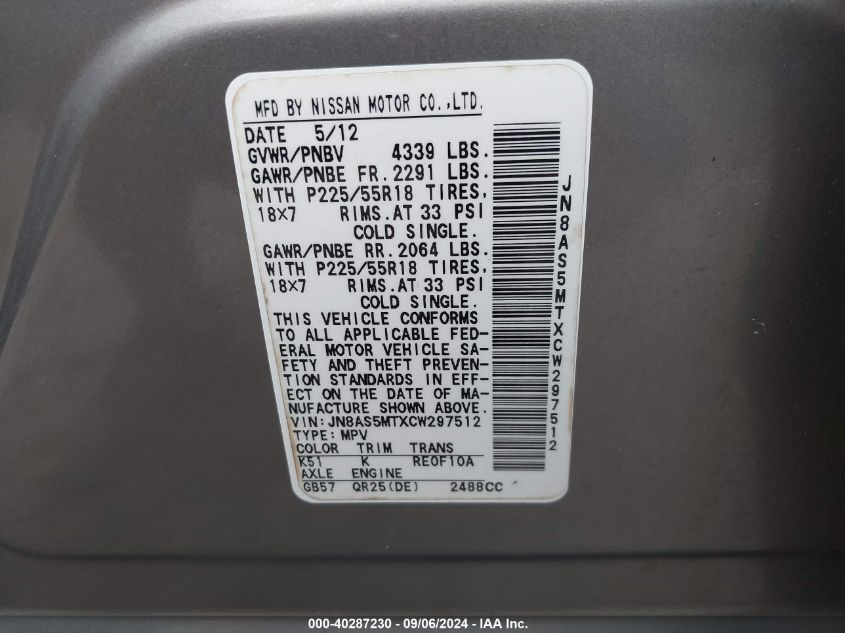 MFD BY NISSAN MOTOR CO.,LTD.
DATE 5/12
GVWR/PNBV 4339 LBS.
GAWR/PNBE FR. 2291 LBS.
WITH P225/55R18 TIRES,
18X7 RIMS. AT 33 PSI
COLD SINGLE.
GAWR/PNBE RR. 2064 LBS.
WITH P225/55R18 TIRES,
18X7 RIMS. AT 33 PSI
COLD SINGLE.
THIS VEHICLE CONFORMS
TO ALL APPLICABLE FED-
ERAL MOTOR VEHICLE SA-
FETY AND THEFT PREVEN-
TION STANDARDS IN EFF-
ECT ON THE DATE OF MA-
NUFACTURE SHOWN ABOVE.
VIN:JN8AS5MTXCW297512
TYPE:MPV
COLOR TRIM TRANS
K51 K RE0F10A
AXLE ENGINE
GB57 QR25(DE) 2488CC
JN8AS5MTXCW297512
000-40287230 - 09/06/2024 - IAA Inc.